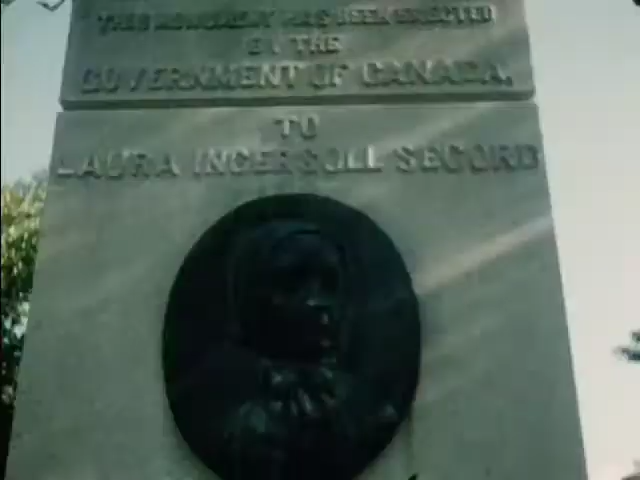 THIS MONUMENT HAS BEEN ERECTED
BY THE
GOVERNMENT OF CANADA,
TO
LAURA INGERSOLL SECORD